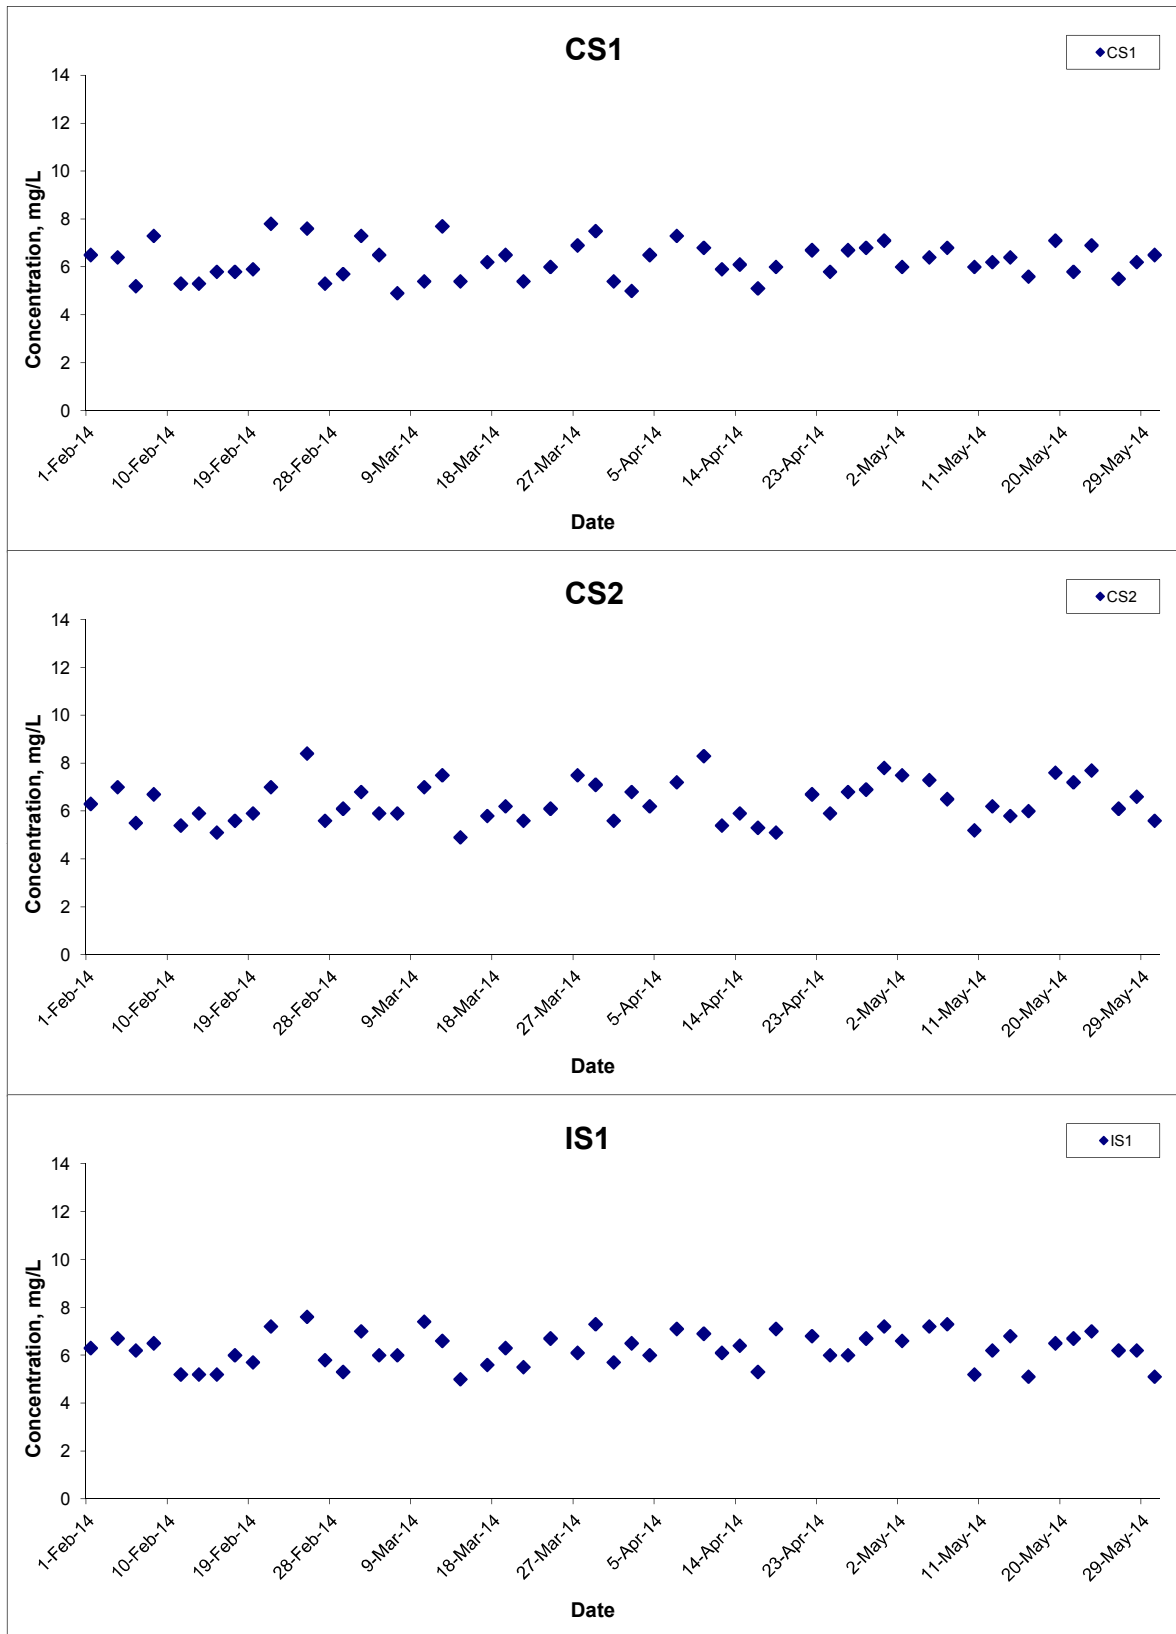 CS1
CS1
Concentration, mg/L
14
12
10
8
6
4
2
0
1-Feb-14 10-Feb-14 19-Feb-14 28-Feb-14 9-Mar-14 18-Mar-14 27-Mar-14 5-Apr-14 14-Apr-14 23-Apr-14 2-May-14 11-May-14 20-May-14 29-May-14
Date
CS2
CS2
Concentration, mg/L
14
12
10
8
6
4
2
0
1-Feb-14 10-Feb-14 19-Feb-14 28-Feb-14 9-Mar-14 18-Mar-14 27-Mar-14 5-Apr-14 14-Apr-14 23-Apr-14 2-May-14 11-May-14 20-May-14 29-May-14
Date
IS1
IS1
Concentration, mg/L
14
12
10
8
6
4
2
0
1-Feb-14 10-Feb-14 19-Feb-14 28-Feb-14 9-Mar-14 18-Mar-14 27-Mar-14 5-Apr-14 14-Apr-14 23-Apr-14 2-May-14 11-May-14 20-May-14 29-May-14
Date